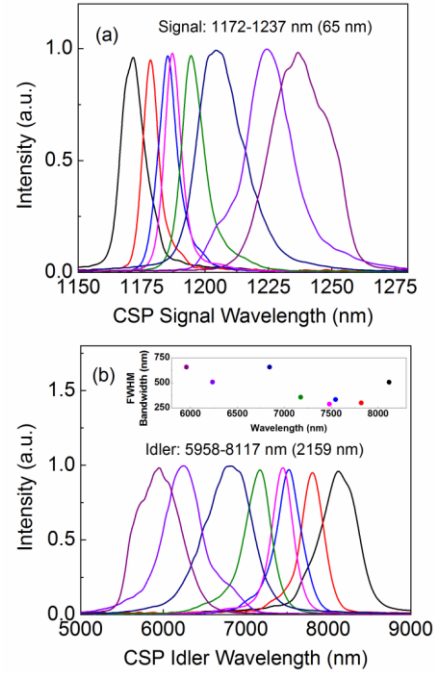 (a)
Signal: 1172-1237 nm (65 nm)
1.0
0.5
0.0
Intensity (a.u.)
1150 1175 1200 1225 1250 1275
CSP Signal Wavelength (nm)
(b)
FWHM
Bandwidth (nm)
750
500
250
6000 6500 7000 7500 8000
Wavelength (nm)
Idler: 5958-8117 nm (2159 nm)
1.5
1.0
0.5
0.0
Intensity (a.u.)
5000 6000 7000 8000 9000
CSP Idler Wavelength (nm)